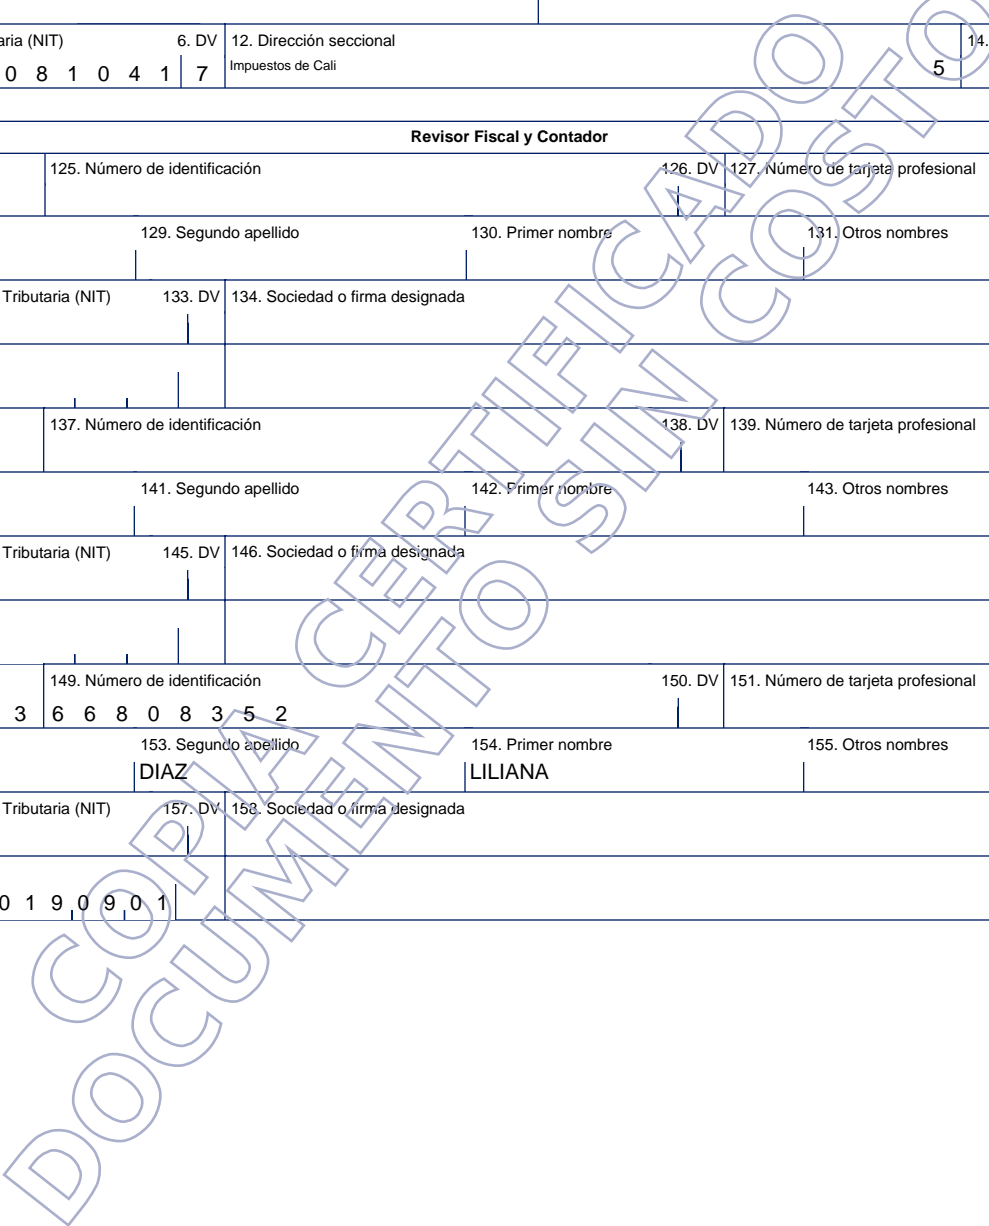 aria (NIT) 6. DV 12. Dirección seccional 14.
0 8 1 0 4 1 7 Impuestos de Cali 5
Revisor Fiscal y Contador
125. Número de identificación 126. DV 127. Número de tarjeta profesional
129. Segundo apellido 130. Primer nombre 131. Otros nombres
Tributaria (NIT) 133. DV 134. Sociedad o firma designada
137. Número de identificación 138. DV 139. Número de tarjeta profesional
141. Segundo apellido 142. Primer nombre 143. Otros nombres
Tributaria (NIT) 145. DV 146. Sociedad o firma designada
149. Número de identificación 150. DV 151. Número de tarjeta profesional
3 6 6 8 0 8 3 5 2
153. Segundo apellido 154. Primer nombre 155. Otros nombres
DIAZ LILIANA
Tributaria (NIT) 157. DV 158. Sociedad o firma designada
0 1 9 0 9 0 1
COPIA CERTIFICADO
DOCUMENTO SIN COSTO